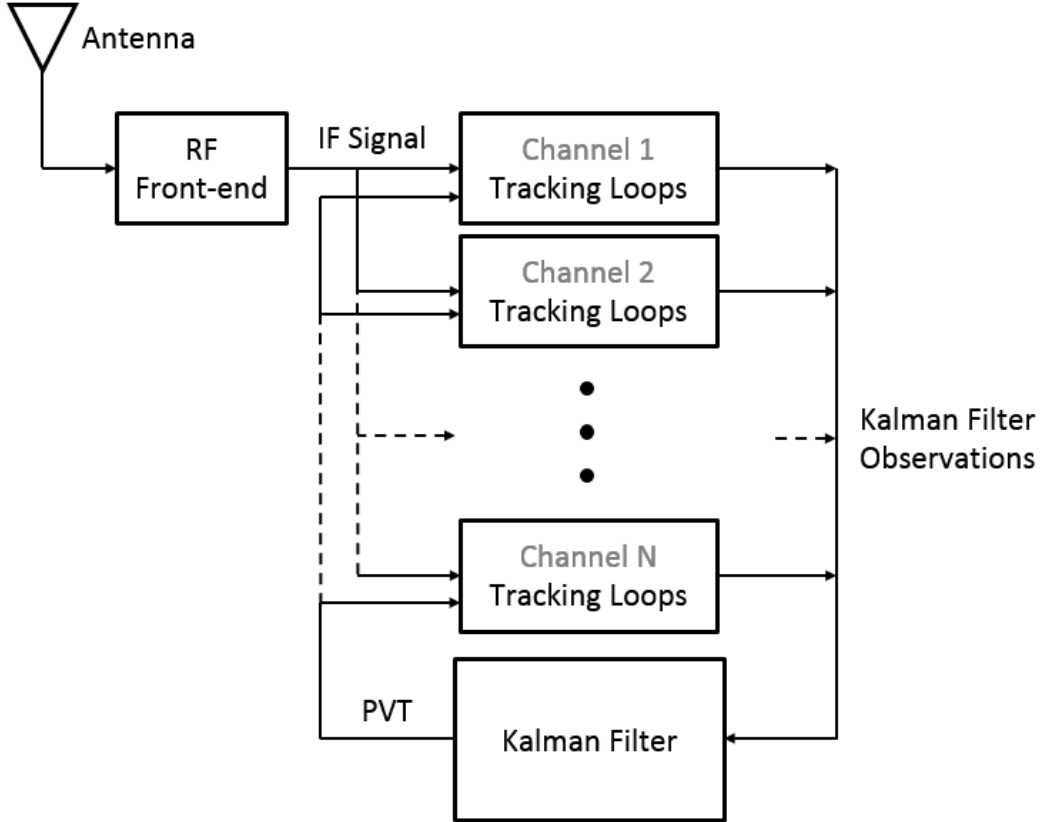 Antenna
RF
Front-end
IF Signal
Channel 1
Tracking Loops
Channel 2
Tracking Loops
Kalman Filter
Observations
Channel N
Tracking Loops
PVT
Kalman Filter